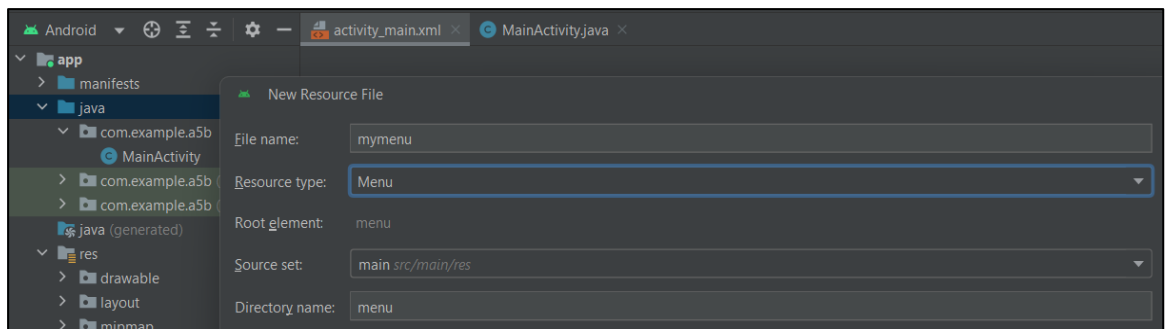 Android
activity_main.xml
MainActivity.java
app
manifests
java
com.example.a5b
MainActivity
com.example.a5b (
com.example.a5b (
java (generated)
res
drawable
layout
mipmap
New Resource File
File name: mymenu
Resource type: Menu
Root element: menu
Source set: main src/main/res
Directory name: menu